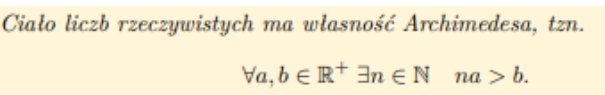 Ciało liczb rzeczywistych ma własność Archimedesa, tzn.
∀a, b ∈ ℝ⁺ ∃n ∈ ℕ na > b.